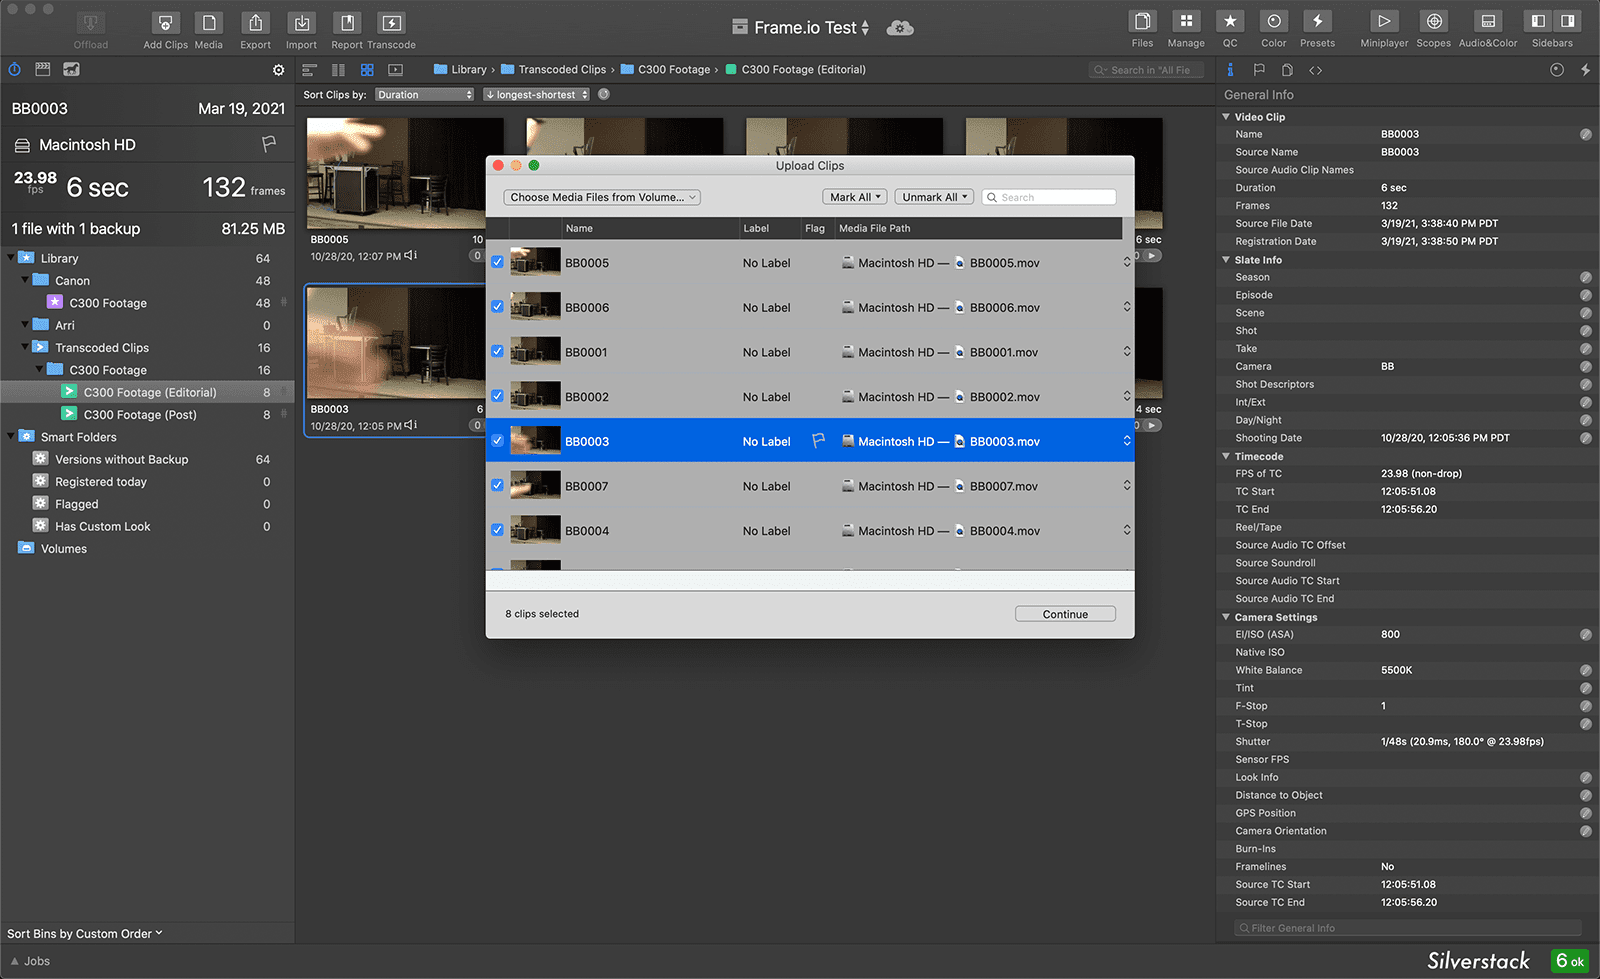 Offload
Add Clips
Media
Export
Import
Report
Transcode
Frame.io Test
Files
Manage
QC
Color
Presets
Miniplayer
Scopes
Audio&Color
Sidebars
Library › Transcoded Clips › C300 Footage › C300 Footage (Editorial)
Search in "All Fie
Sort Clips by: Duration
longest-shortest
BB0003
Mar 19, 2021
Macintosh HD
23.98 fps
6 sec
132 frames
1 file with 1 backup
81.25 MB
Library 64
Canon 48
C300 Footage 48 #
Arri 0
Transcoded Clips 16
C300 Footage 16
C300 Footage (Editorial) 8 #
C300 Footage (Post) 8 #
Smart Folders
Versions without Backup 64
Registered today 0
Flagged 0
Has Custom Look 0
Volumes
Sort Bins by Custom Order
Jobs
BB0005
10
10/28/20, 12:07 PM
0
6 sec
0
BB0003
6
10/28/20, 12:05 PM
0
4 sec
0
Upload Clips
Choose Media Files from Volume...
Mark All
Unmark All
Search
Name Label Flag Media File Path
BB0005 No Label Macintosh HD — BB0005.mov
BB0006 No Label Macintosh HD — BB0006.mov
BB0001 No Label Macintosh HD — BB0001.mov
BB0002 No Label Macintosh HD — BB0002.mov
BB0003 No Label Macintosh HD — BB0003.mov
BB0007 No Label Macintosh HD — BB0007.mov
BB0004 No Label Macintosh HD — BB0004.mov
8 clips selected
Continue
General Info
Video Clip
Name BB0003
Source Name BB0003
Source Audio Clip Names
Duration 6 sec
Frames 132
Source File Date 3/19/21, 3:38:40 PM PDT
Registration Date 3/19/21, 3:38:50 PM PDT
Slate Info
Season
Episode
Scene
Shot
Take
Camera BB
Shot Descriptors
Int/Ext
Day/Night
Shooting Date 10/28/20, 12:05:36 PM PDT
Timecode
FPS of TC 23.98 (non-drop)
TC Start 12:05:51.08
TC End 12:05:56.20
Reel/Tape
Source Audio TC Offset
Source Soundroll
Source Audio TC Start
Source Audio TC End
Camera Settings
EI/ISO (ASA) 800
Native ISO
White Balance 5500K
Tint
F-Stop 1
T-Stop
Shutter 1/48s (20.9ms, 180.0° @ 23.98fps)
Sensor FPS
Look Info
Distance to Object
GPS Position
Camera Orientation
Burn-Ins
Framelines No
Source TC Start 12:05:51.08
Source TC End 12:05:56.20
Filter General Info
Silverstack
6 ok